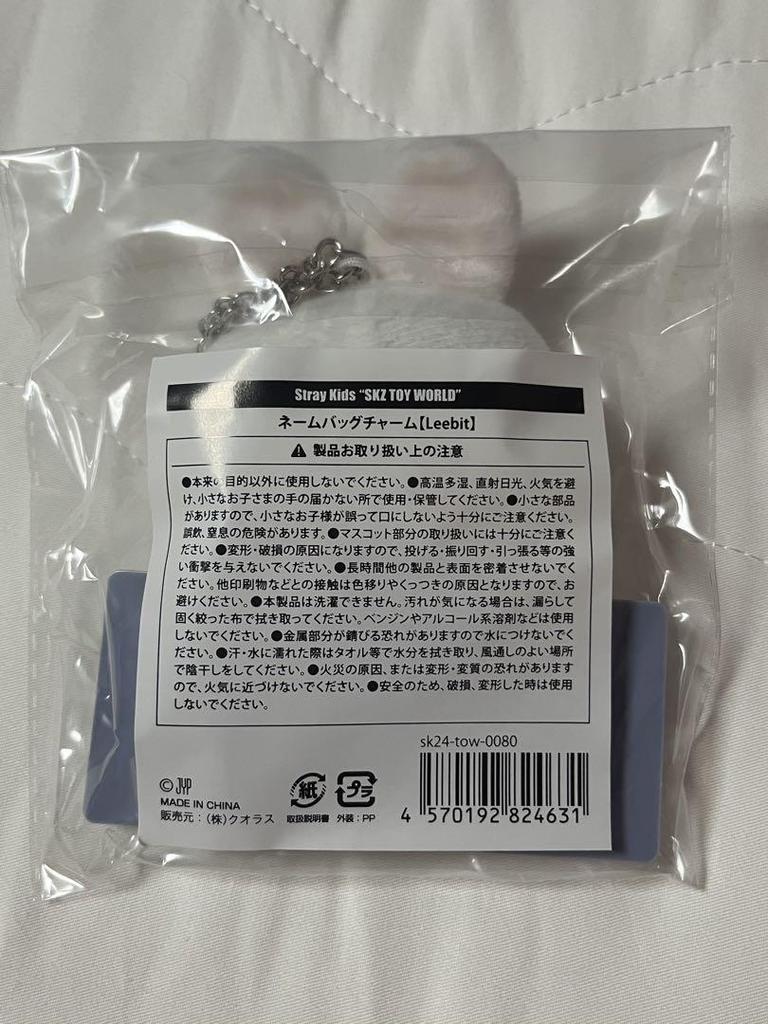 Stray Kids “SKZ TOY WORLD”
ネームバッグチャーム【Leebit】
⚠ 製品お取り扱い上の注意
●本来の目的以外に使用しないでください。●高温多湿、直射日光、火気を避
け、小さなお子さまの手の届かない所で使用・保管してください。●小さな部品
がありますので、小さなお子様が誤って口にしないよう十分にご注意ください。
誤飲、窒息の危険があります。●マスコット部分の取り扱いには十分にご注意く
ださい。●変形・破損の原因になりますので、投げる・振り回す・引っ張る等の強
い衝撃を与えないでください。●長時間他の製品と表面を密着させないでくだ
さい。他印刷物などとの接触は色移りやくっつきの原因となりますので、お
避けください。●本製品は洗濯できません。汚れが気になる場合は、濡らして
固く絞った布で拭き取ってください。ベンジンやアルコール系溶剤などは使用
しないでください。●金属部分が錆びる恐れがありますので水につけないでく
ださい。●汗・水に濡れた際はタオル等で水分を拭き取り、風通しのよい場所
で陰干しをしてください。●火災の原因、または変形・変質の恐れがあります
ので、火気に近づけないでください。●安全のため、破損、変形した時は使用
しないでください。
sk24-tow-0080
© JYP
MADE IN CHINA
販売元：(株)クオラス
紙
取扱説明書
プラ
外装：PP
4 570192 824631